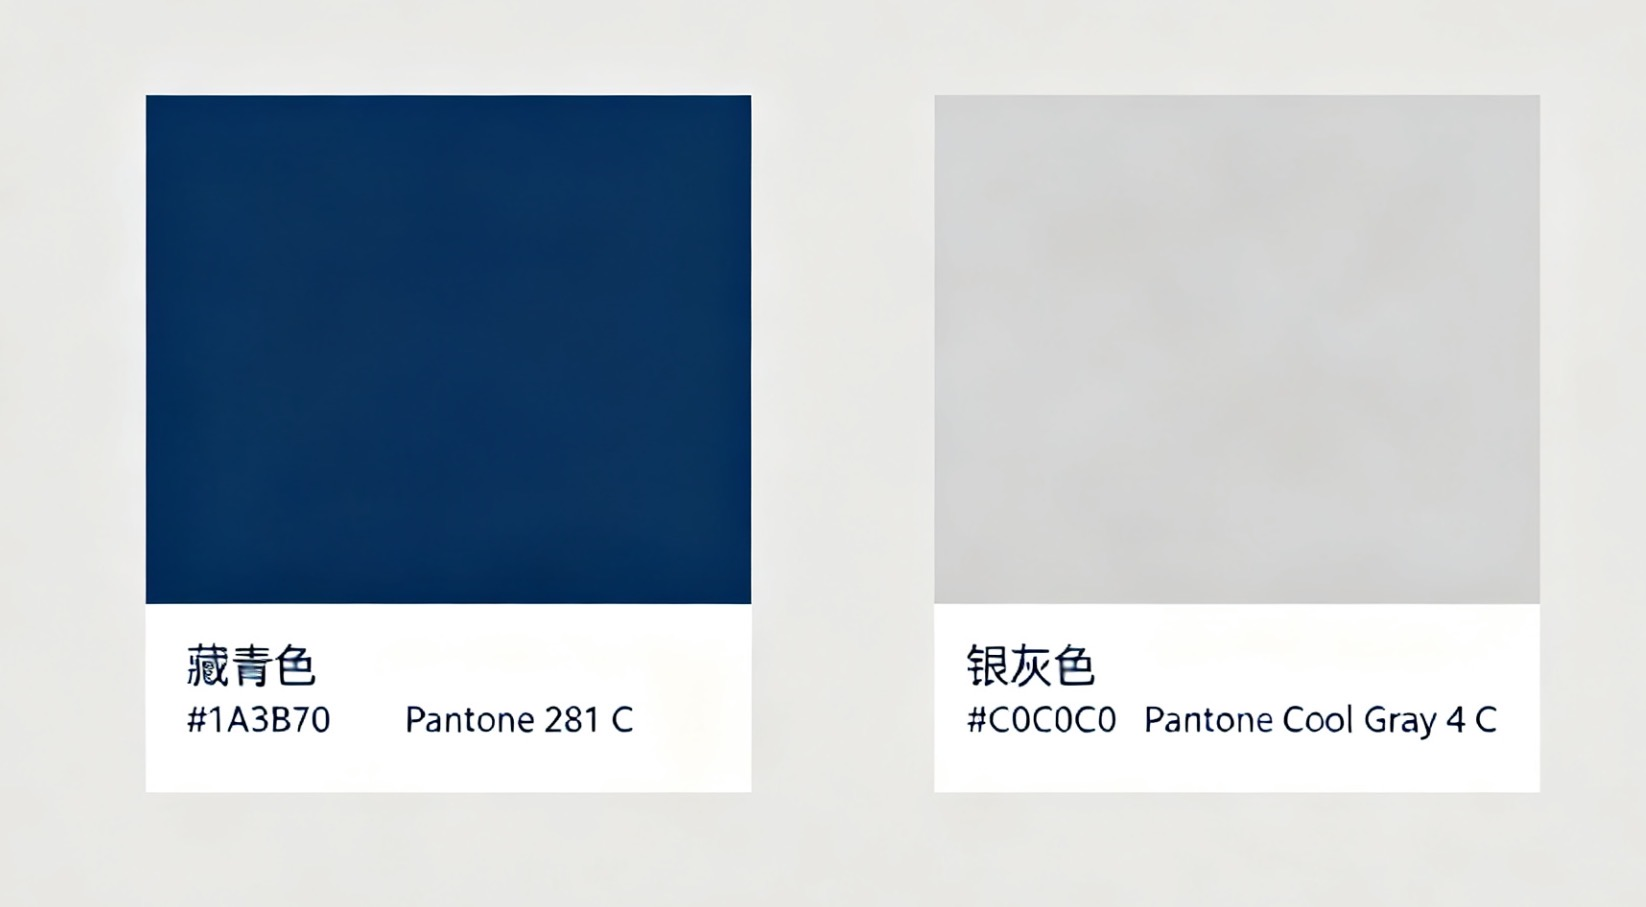 藏青色
#1A3B70 Pantone 281 C
银灰色
#C0C0C0 Pantone Cool Gray 4 C